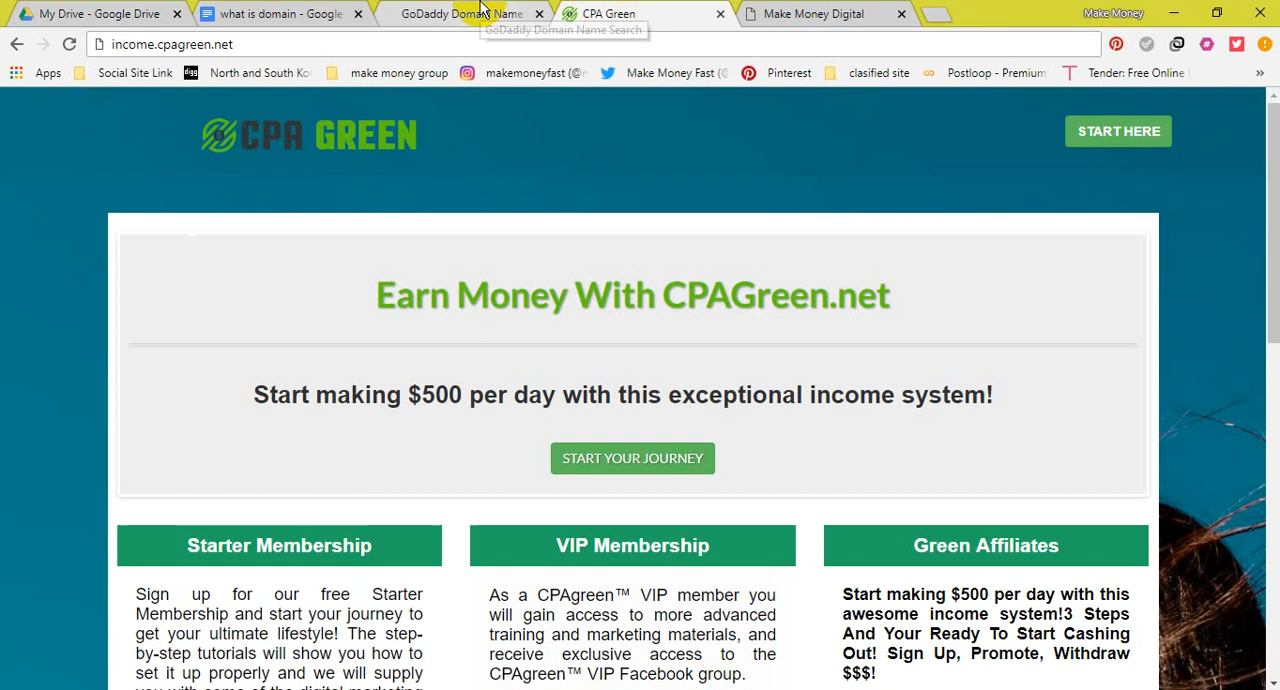 My Drive - Google Drive
what is domain - Google
GoDaddy Domain Name
CPA Green
Make Money Digital
Make Money
GoDaddy Domain Name Search
income.cpagreen.net
Apps
Social Site Link
digg
North and South Ko
make money group
makemoneyfast (@
Make Money Fast (@
Pinterest
clasified site
Postloop - Premium
Tender: Free Online
»
CPA GREEN
START HERE
Earn Money With CPAGreen.net
Start making $500 per day with this exceptional income system!
START YOUR JOURNEY
Starter Membership
Sign up for our free Starter
Membership and start your journey to
get your ultimate lifestyle! The step-
by-step tutorials will show you how to
set it up properly and we will supply
you with some of the digital marketing
VIP Membership
As a CPAgreen™ VIP member you
will gain access to more advanced
training and marketing materials, and
receive exclusive access to the
CPAgreen™ VIP Facebook group.
Green Affiliates
Start making $500 per day with this
awesome income system!3 Steps
And Your Ready To Start Cashing
Out! Sign Up, Promote, Withdraw
$$$!